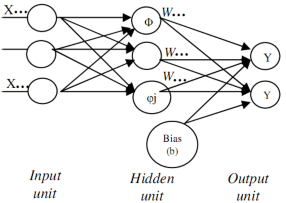 X...
Φ
W...
Y
W...
X...
W...
φj
Y
Bias
(b)
Input
unit
Hidden
unit
Output
unit